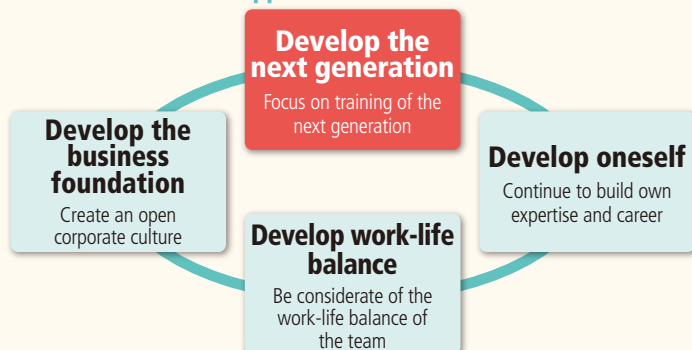 Develop the
next generation
Focus on training of the
next generation
Develop the
business
foundation
Create an open
corporate culture
Develop oneself
Continue to build own
expertise and career
Develop work-life
balance
Be considerate of the
work-life balance of
the team